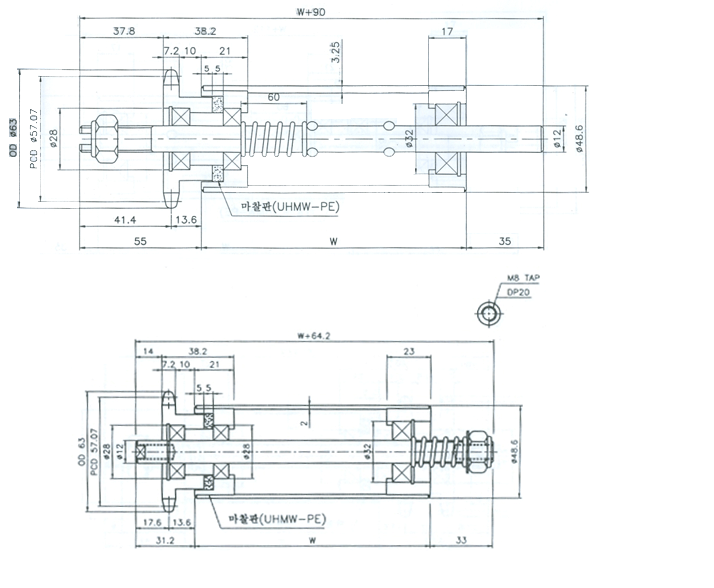 W+90
37.8
38.2
17
7.2
10
21
5
5
3.25
60
OD ø63
PCD ø57.07
ø28
ø32
ø12
ø48.6
마찰판(UHMW-PE)
41.4
13.6
55
W
35
M8 TAP
DP20
W+64.2
14
38.2
23
7.2
10
21
5
5
2
OD 63
PCD 57.07
ø28
ø12
ø28
ø32
ø48.6
마찰판(UHMW-PE)
17.6
13.6
31.2
W
33